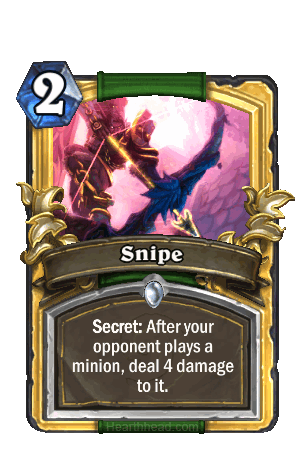 2
Snipe
Secret: After your
opponent plays a
minion, deal 4 damage
to it.
Hearthhead.com